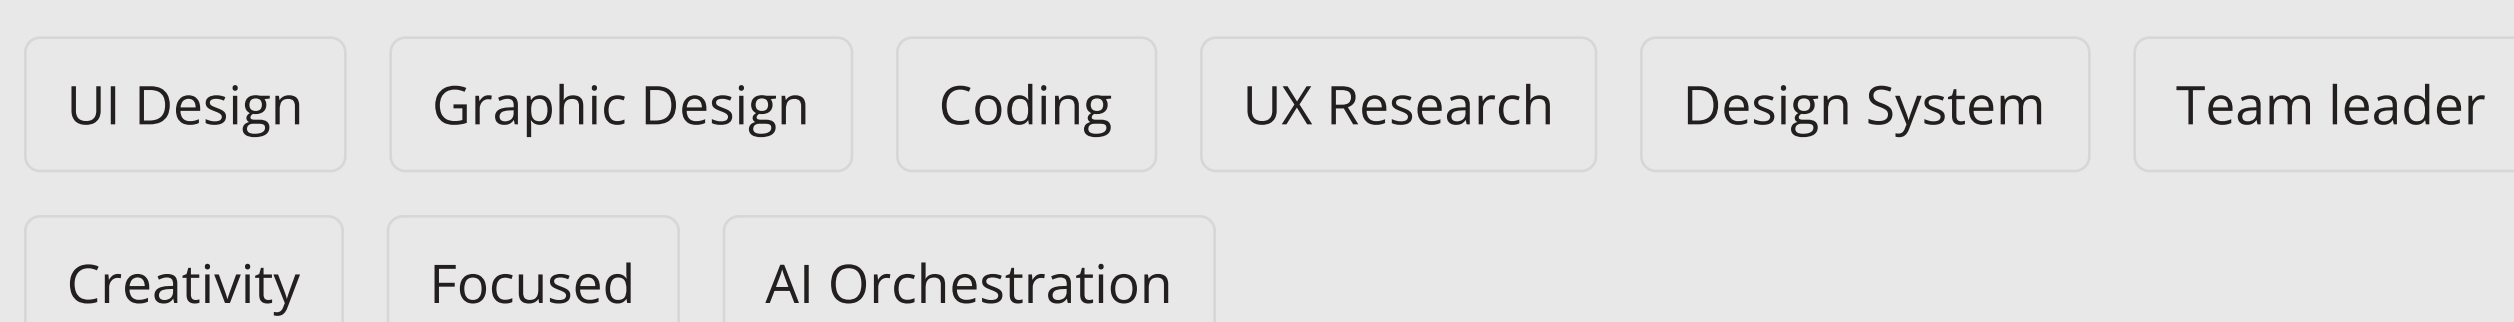 UI Design Graphic Design Coding UX Research Design System Team leader
Creativity Focused AI Orchestration